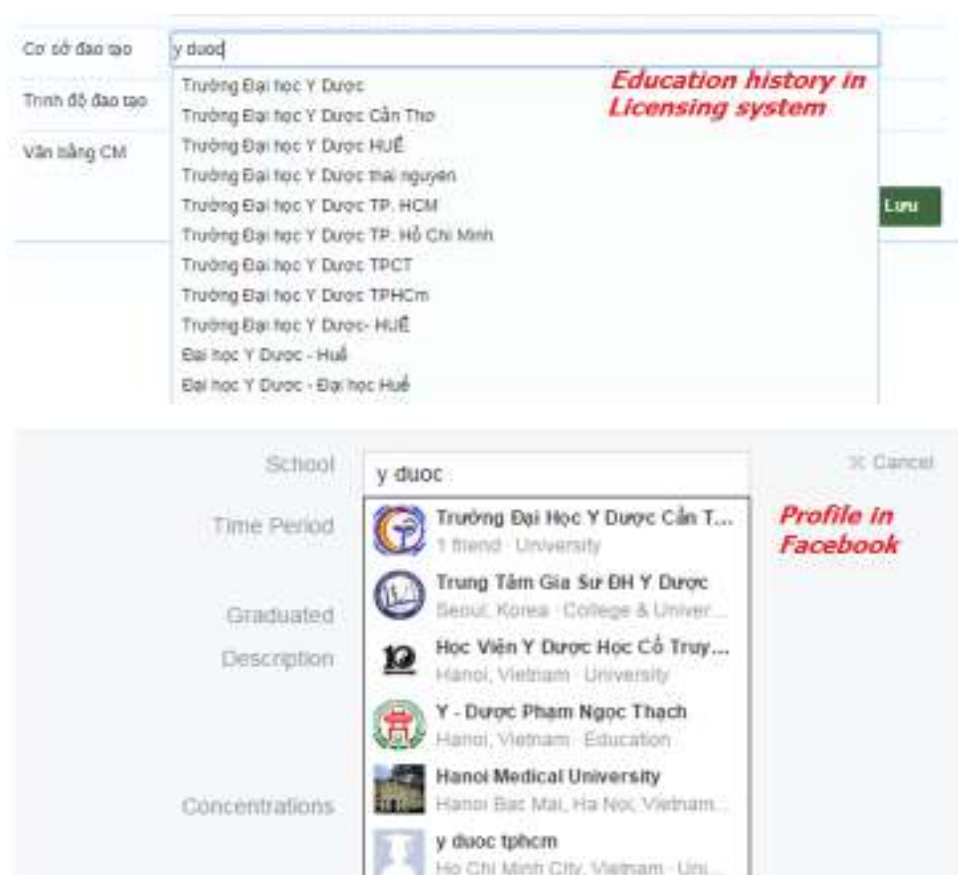 Cơ sở đào tạo
y duoc
Education history in
Licensing system
Trình độ đào tạo
Văn bằng CM
Trường Đại học Y Dược
Trường Đại học Y Dược Cần Thơ
Trường Đại học Y Dược HUẾ
Trường Đại học Y Dược thai nguyên
Trường Đại học Y Dược TP. HCM
Trường Đại học Y Dược TP. Hồ Chí Minh
Trường Đại học Y Dược TPCT
Trường Đại học Y Dược TPHCm
Trường Đại học Y Dược- HUẾ
Đại học Y Dược - Huế
Đại học Y Dược - Đại học Huế
Lưu
School
y duoc
Cancel
Profile in
Facebook
Time Period
Graduated
Description
Concentrations
Trường Đại Học Y Dược Cần T...
1 friend · University
Trung Tâm Gia Sư ĐH Y Dược
Seoul, Korea · College & Univer...
Học Viện Y Dược Học Cổ Truy...
Hanoi, Vietnam · University
Y - Dược Phạm Ngọc Thạch
Hanoi, Vietnam · Education
Hanoi Medical University
Hanoi Bac Mai, Ha Noi, Vietnam...
y duoc tphcm
Ho Chi Minh City, Vietnam · Uni...